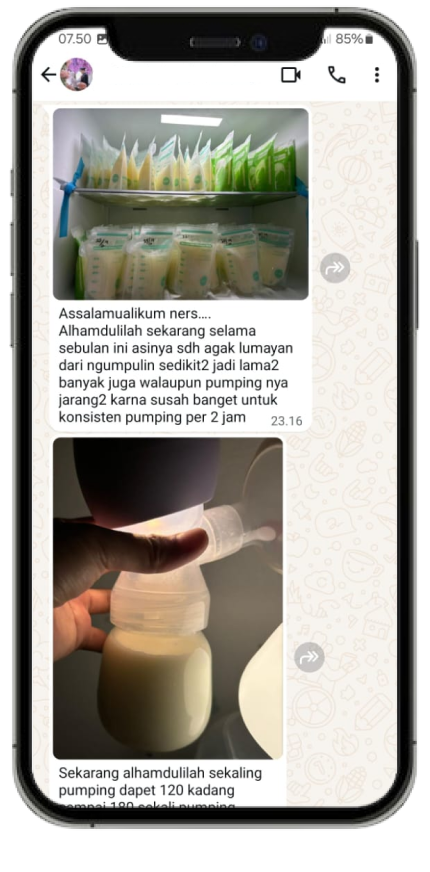 07.50
85%
Assalamualikum ners....
Alhamdulilah sekarang selama
sebulan ini asinya sdh agak lumayan
dari ngumpulin sedikit2 jadi lama2
banyak juga walaupun pumping nya
jarang2 karna susah banget untuk
konsisten pumping per 2 jam
23.16
Sekarang alhamdulilah sekaling
pumping dapet 120 kadang
sampai 180 sekali pumping